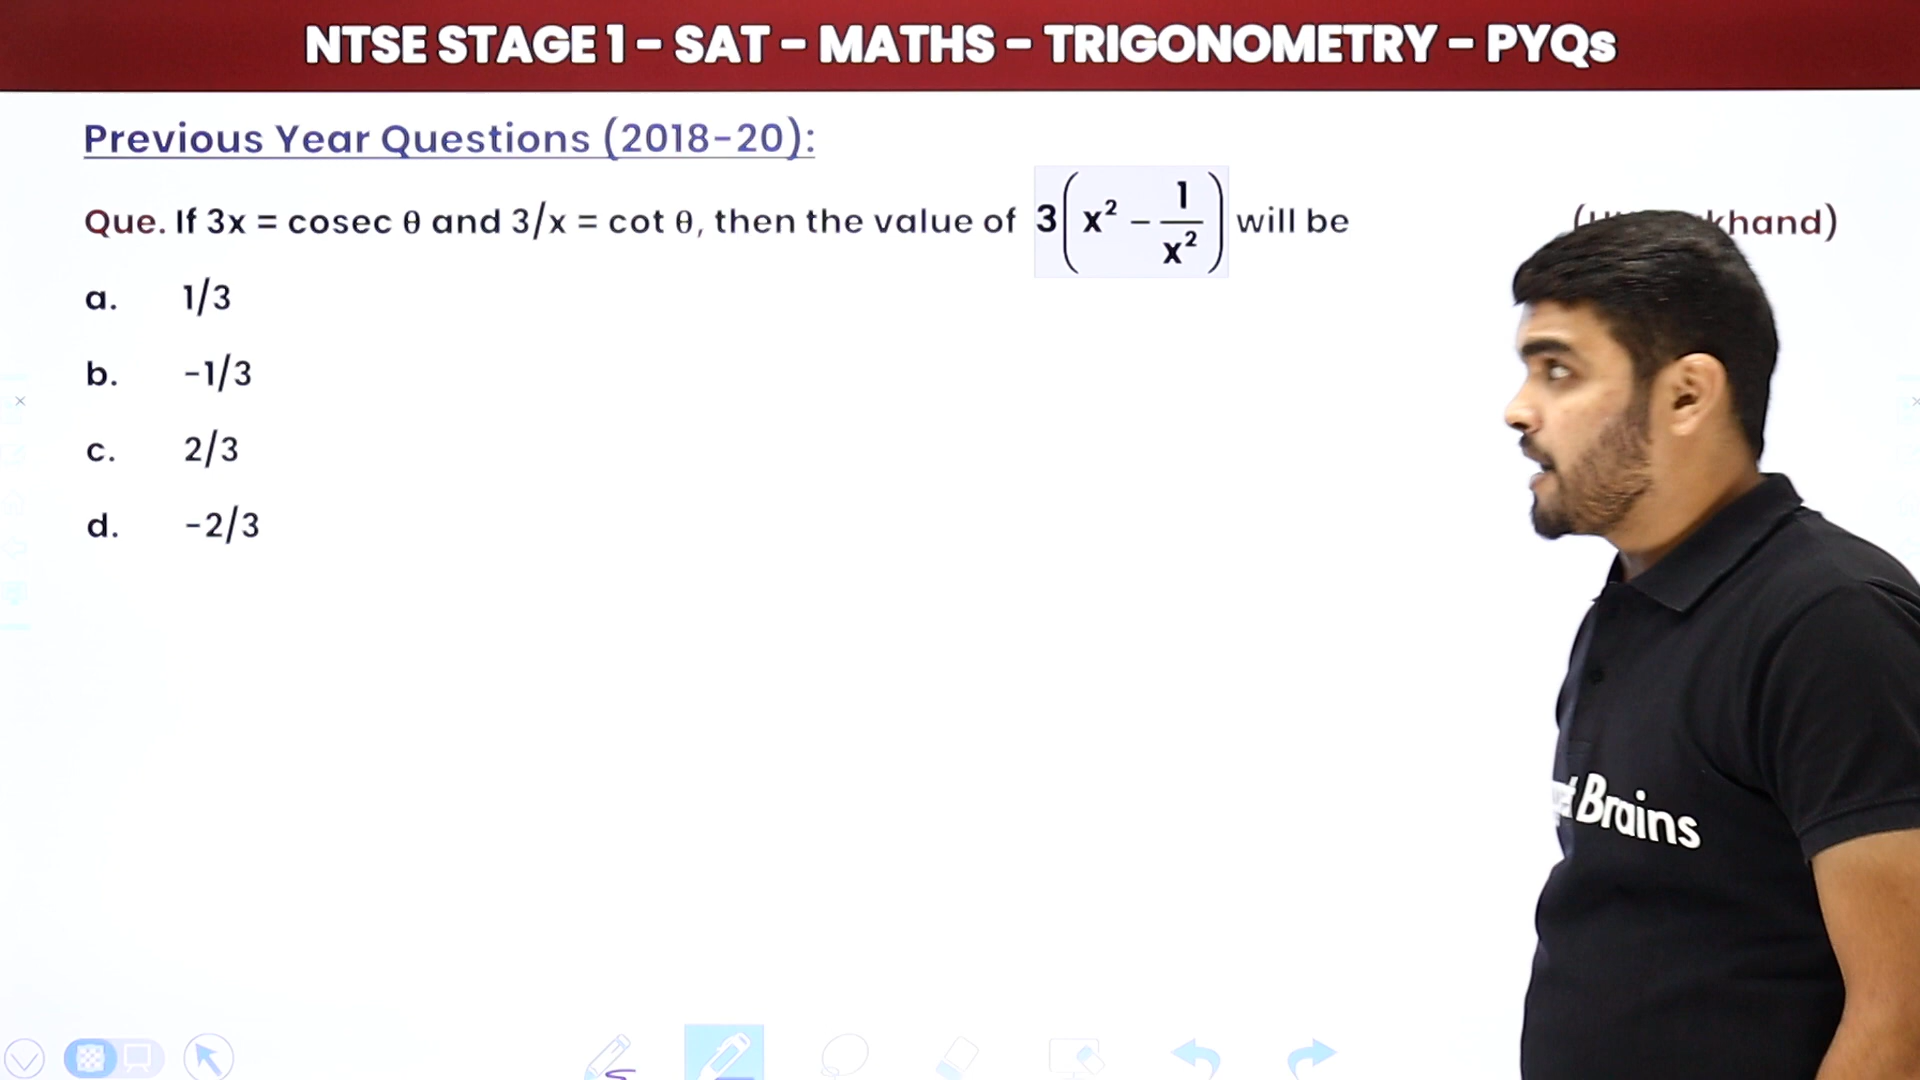 NTSE STAGE 1 – SAT – MATHS – TRIGONOMETRY – PYQs
Previous Year Questions (2018-20):
Que. If 3x = cosec θ and 3/x = cot θ, then the value of 3(x² − 1/x²) will be
a. 1/3
b. -1/3
c. 2/3
d. -2/3
Brains